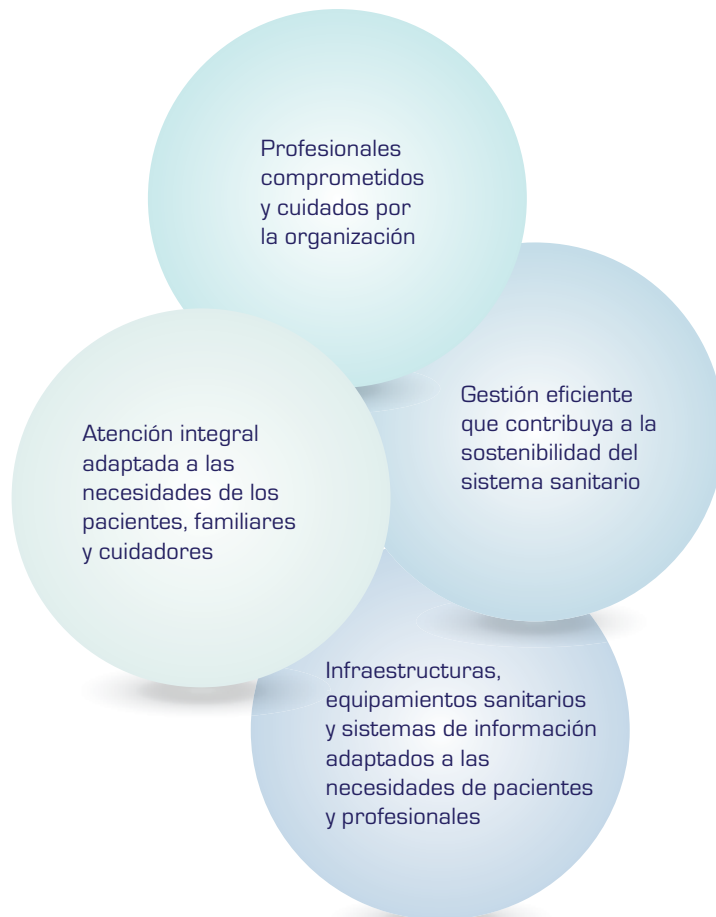 Profesionales
comprometidos
y cuidados por
la organización
Gestión eficiente
que contribuya a la
sostenibilidad del
sistema sanitario
Atención integral
adaptada a las
necesidades de los
pacientes, familiares
y cuidadores
Infraestructuras,
equipamientos sanitarios
y sistemas de información
adaptados a las
necesidades de pacientes
y profesionales